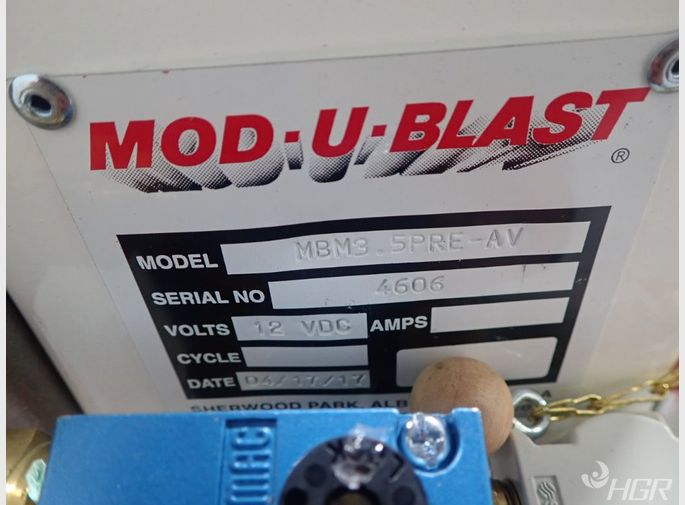 MOD·U·BLAST
®
MODEL MBM3.5PRE-AV
SERIAL NO 4606
VOLTS 12 VDC AMPS
CYCLE
DATE 04/17/17
SHERWOOD PARK, ALB
MAC
HGR